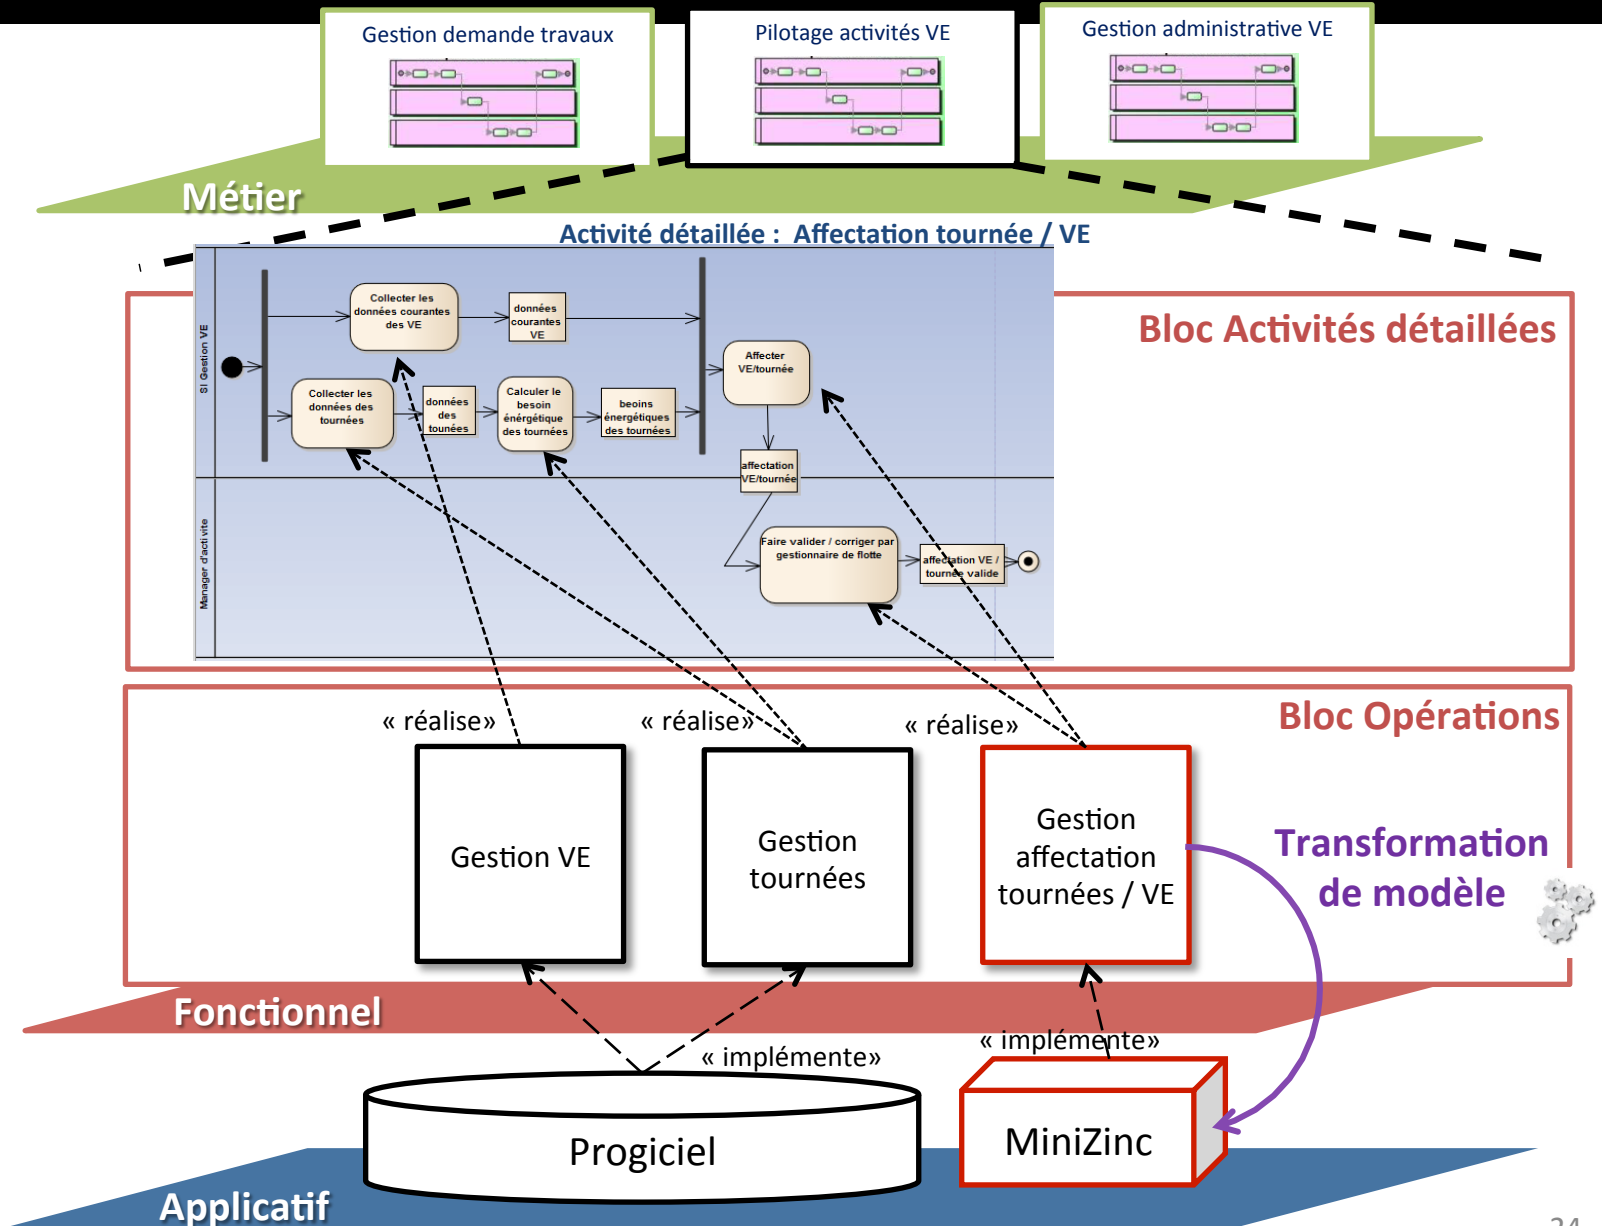 Gestion demande travaux
Pilotage activités VE
Gestion administrative VE
Métier
Activité détaillée : Affectation tournée / VE
Bloc Activités détaillées
SI Gestion VE
Collecter les
données courantes
des VE
données
courantes
VE
Affecter
VE/tournée
Collecter les
données des
tournées
données
des
tounées
Calculer le
besoin
énérgétique
des tournées
beoins
énergétiques
des tournées
affectation
VE/tournée
Manager d'activite
Faire valider / corriger par
gestionnaire de flotte
affectation VE /
tournée valide
Bloc Opérations
« réalise»
« réalise»
« réalise»
Gestion VE
Gestion
tournées
Gestion
affectation
tournées / VE
Transformation
de modèle
Fonctionnel
« implémente»
« implémente»
Progiciel
MiniZinc
Applicatif
24